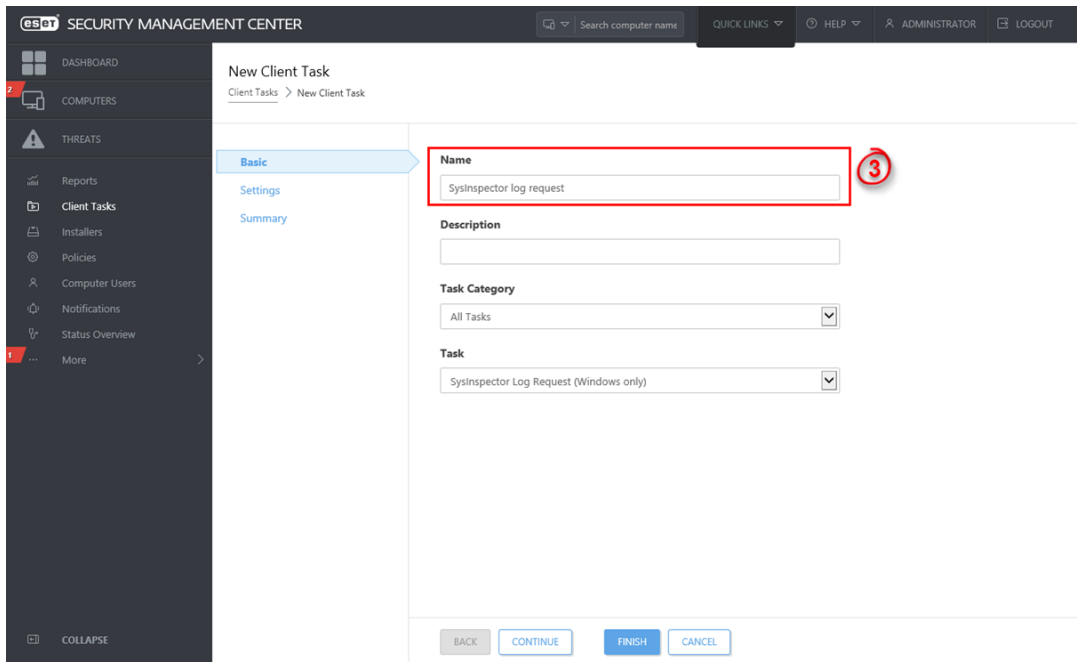 eset SECURITY MANAGEMENT CENTER
Search computer name
QUICK LINKS
HELP
ADMINISTRATOR
LOGOUT
DASHBOARD
2
COMPUTERS
THREATS
Reports
Client Tasks
Installers
Policies
Computer Users
Notifications
Status Overview
1
More
COLLAPSE
New Client Task
Client Tasks > New Client Task
Basic
Settings
Summary
Name
3
SysInspector log request
Description
Task Category
All Tasks
Task
SysInspector Log Request (Windows only)
BACK
CONTINUE
FINISH
CANCEL